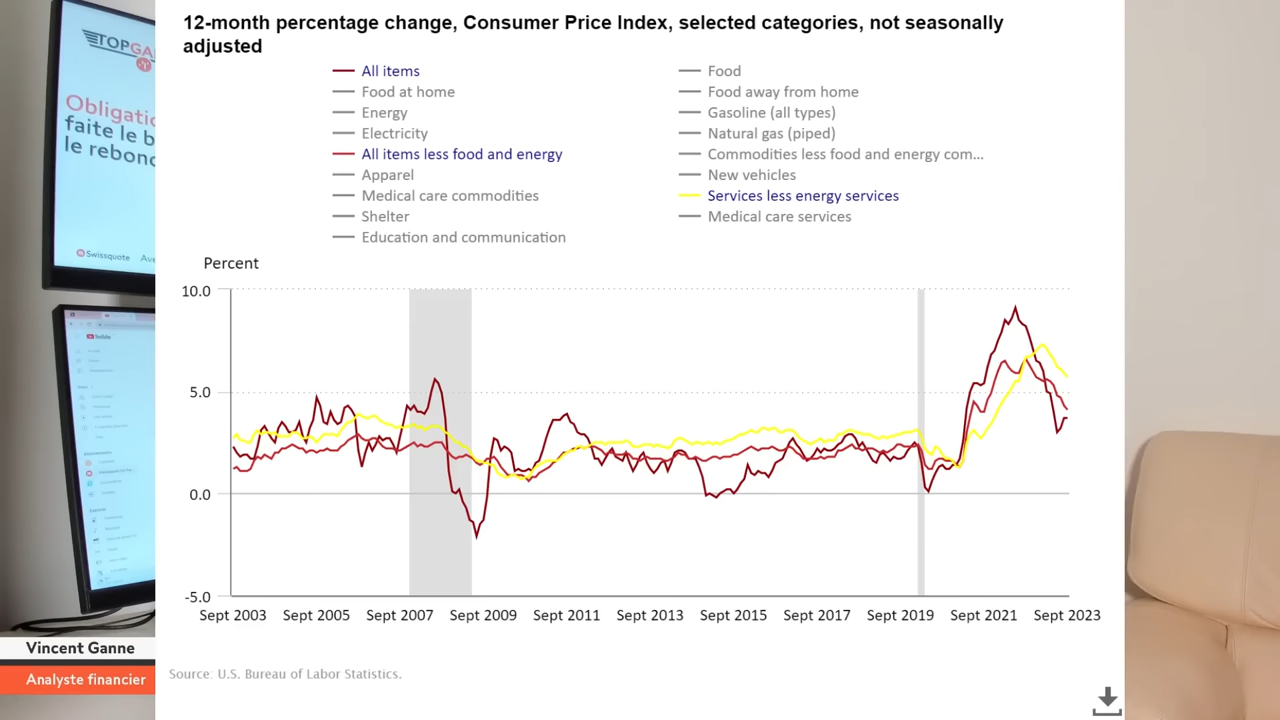 12-month percentage change, Consumer Price Index, selected categories, not seasonally
adjusted
All items
Food at home
Energy
Electricity
All items less food and energy
Apparel
Medical care commodities
Shelter
Education and communication
Food
Food away from home
Gasoline (all types)
Natural gas (piped)
Commodities less food and energy com...
New vehicles
Services less energy services
Medical care services
Percent
10.0
5.0
0.0
-5.0
Sept 2003 Sept 2005 Sept 2007 Sept 2009 Sept 2011 Sept 2013 Sept 2015 Sept 2017 Sept 2019 Sept 2021 Sept 2023
Source: U.S. Bureau of Labor Statistics.
TOPGA
Obligatio
faite le b
le rebond
Swissquote Ave
YouTube
Vincent Ganne
Analyste financier